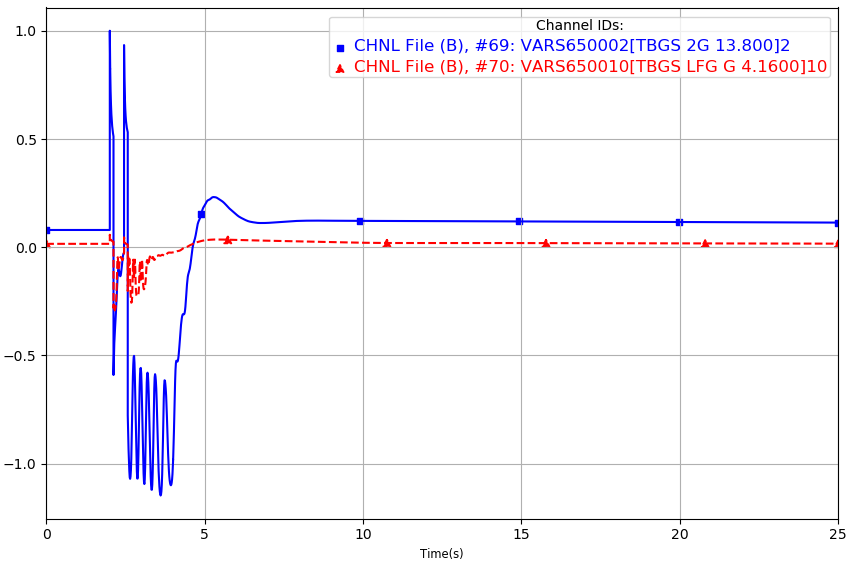 Channel IDs:
CHNL File (B), #69: VARS650002[TBGS 2G 13.800]2
CHNL File (B), #70: VARS650010[TBGS LFG G 4.1600]10
1.0
0.5
0.0
−0.5
−1.0
0 5 10 15 20 25
Time(s)